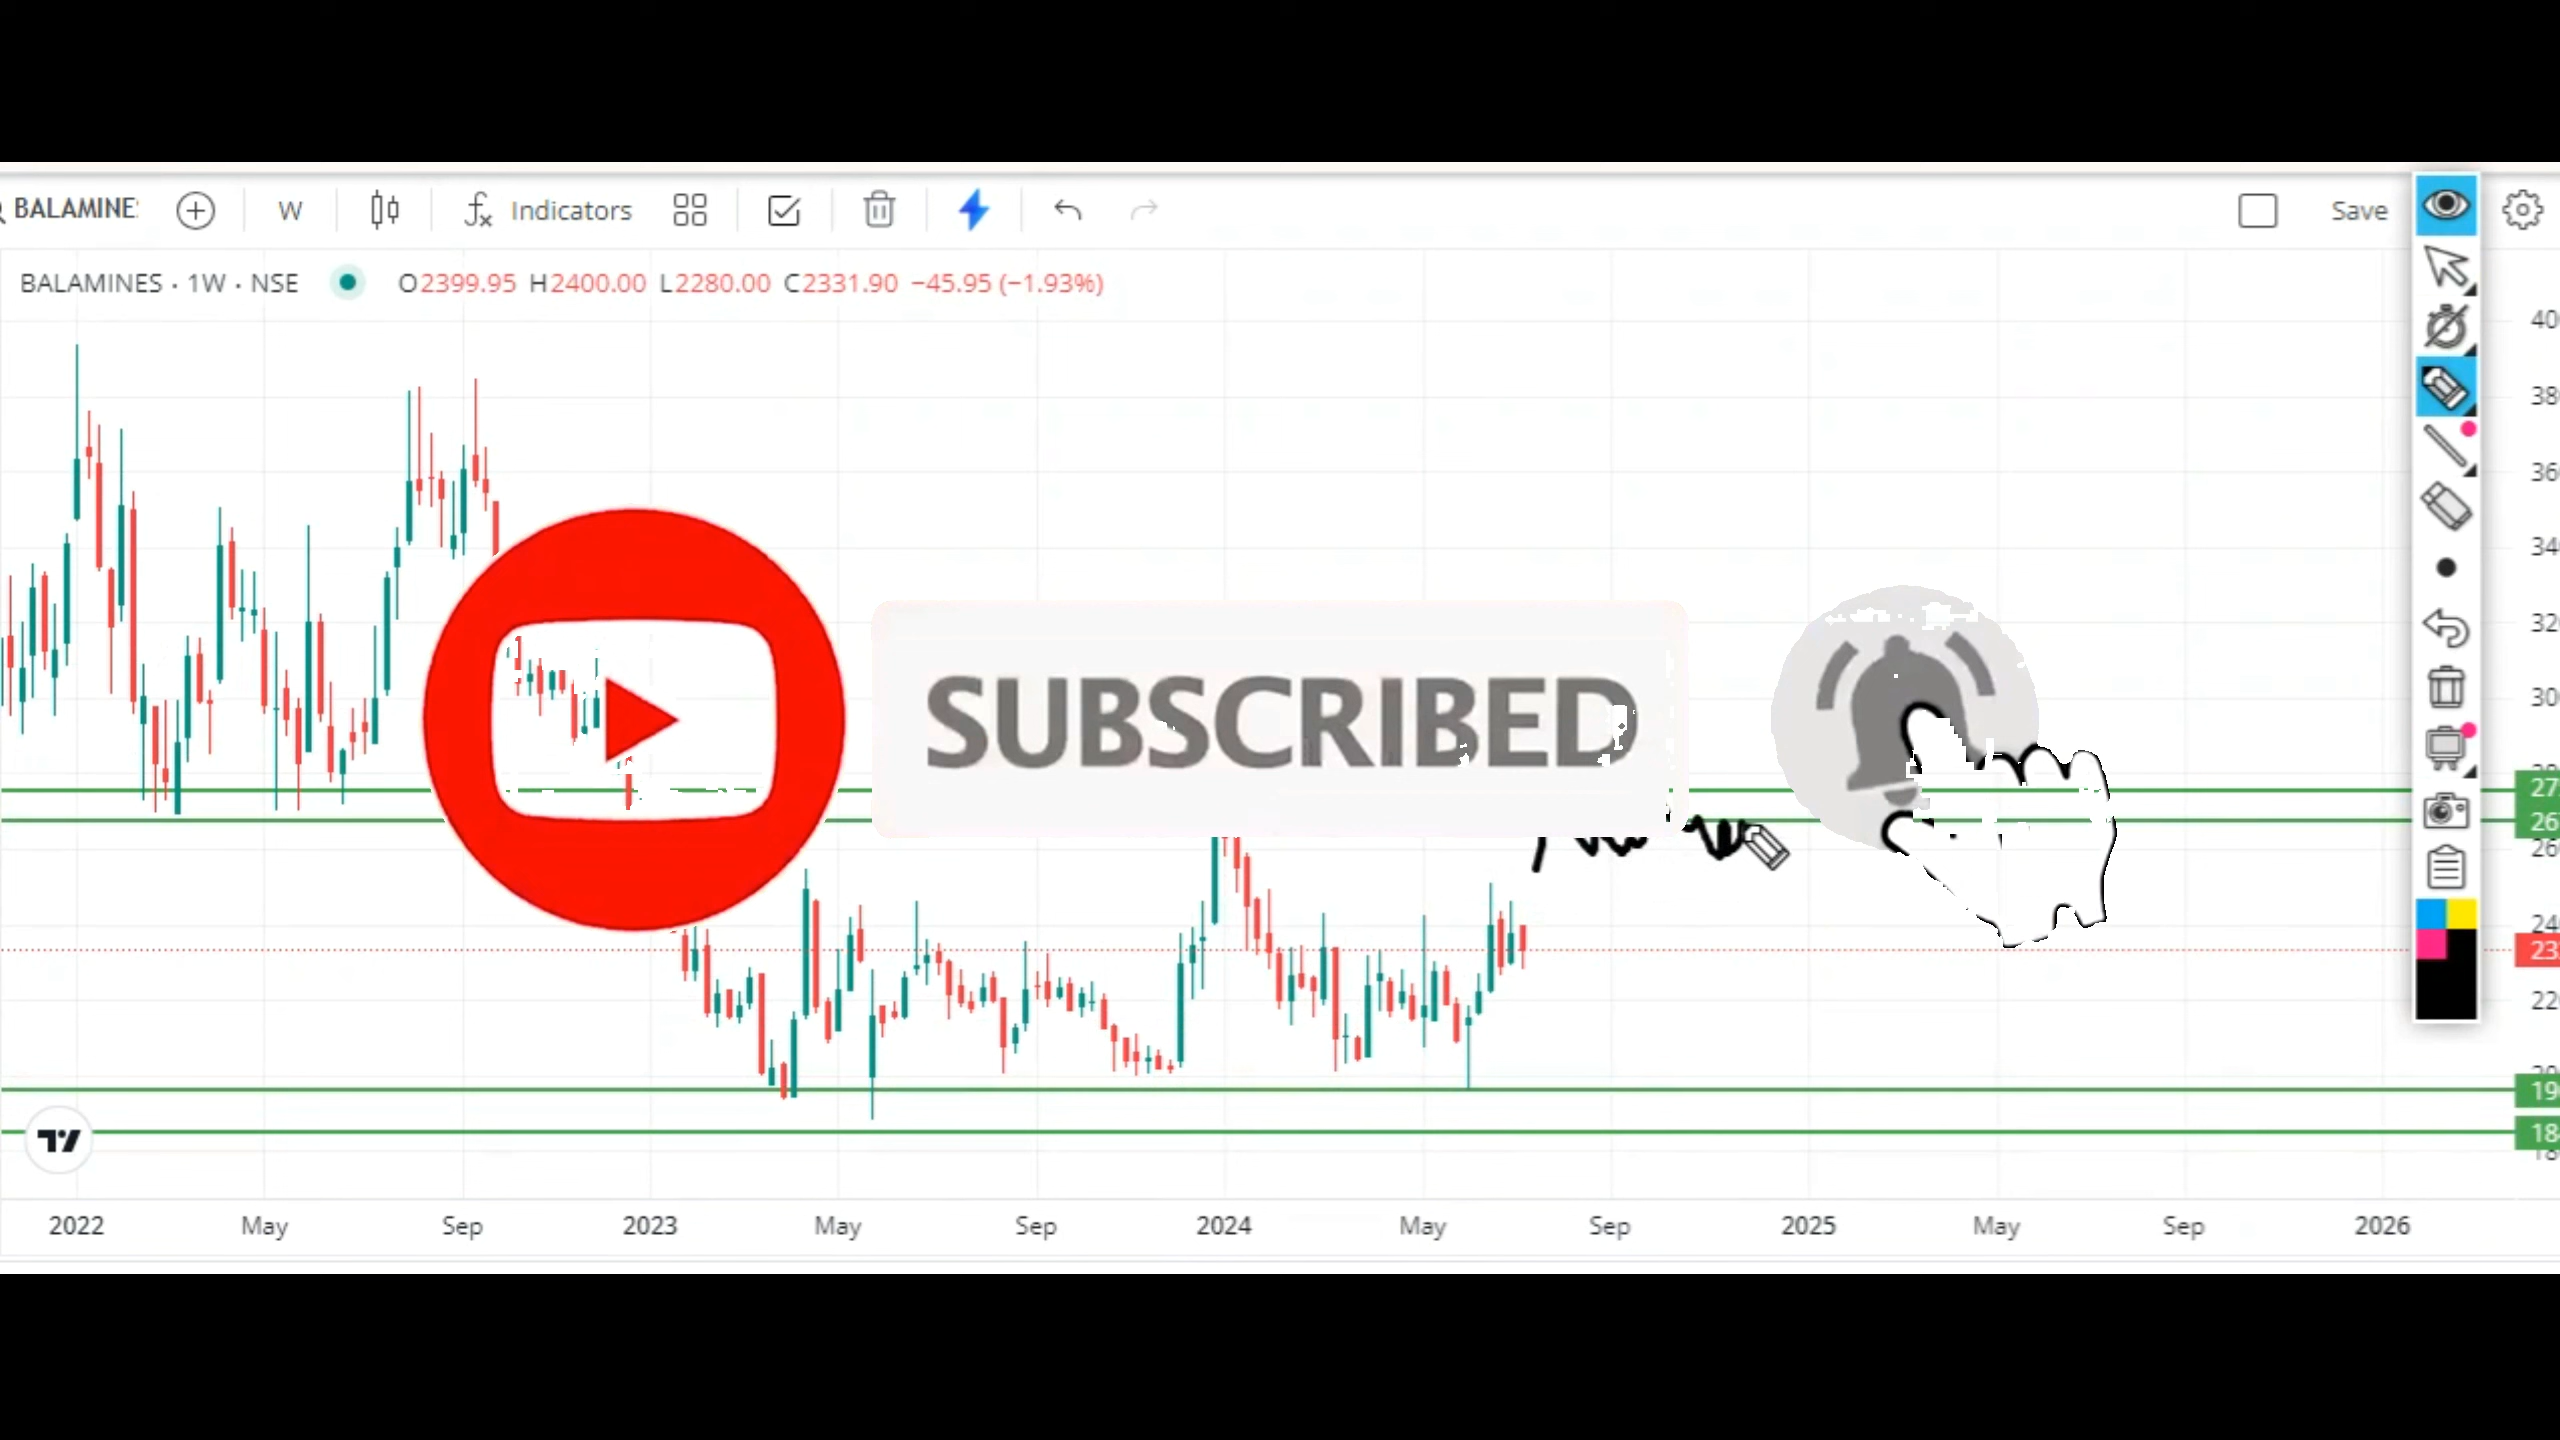 BALAMINE
W
Indicators
Save
BALAMINES · 1W · NSE O2399.95 H2400.00 L2280.00 C2331.90 −45.95 (−1.93%)
SUBSCRIBED
2022 May Sep 2023 May Sep 2024 May Sep 2025 May Sep 2026